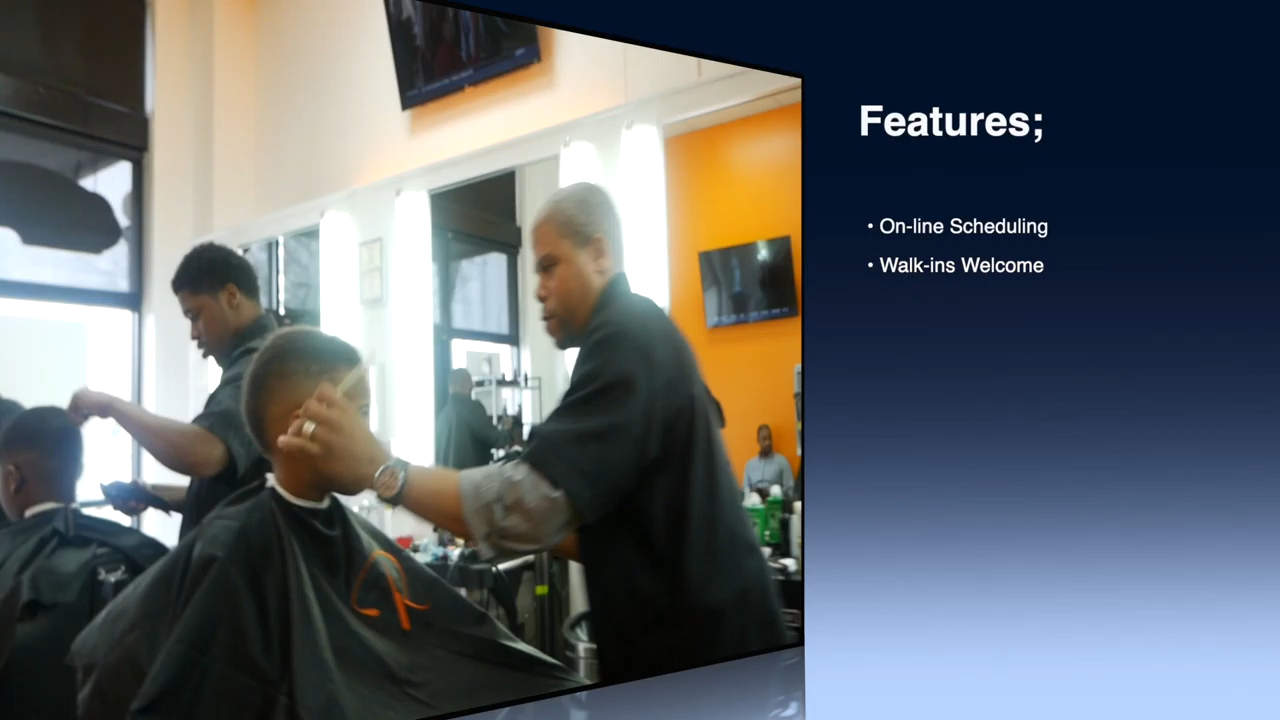 Features;
• On-line Scheduling
• Walk-ins Welcome